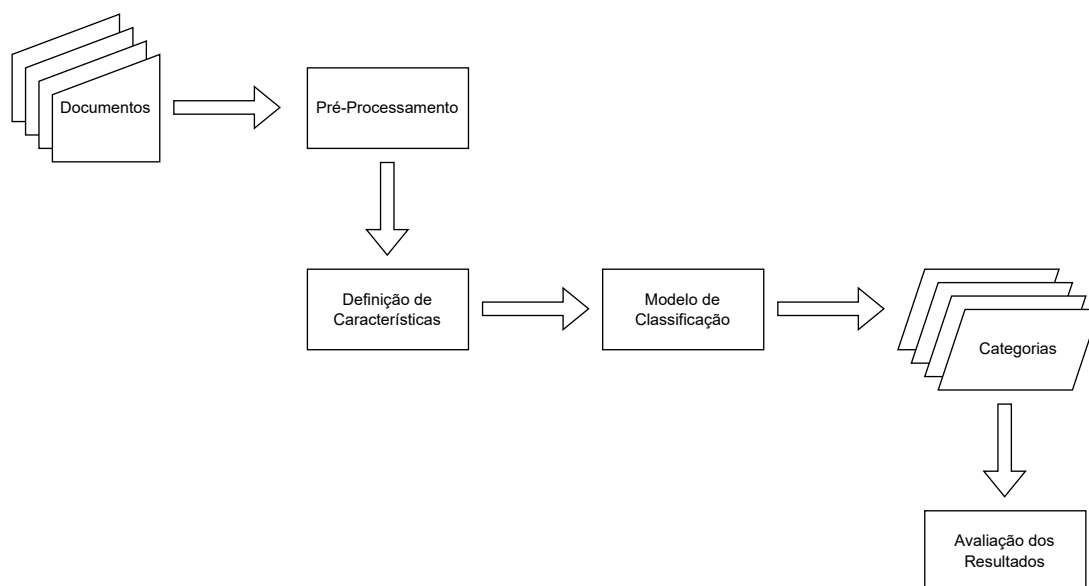 Documentos
Pré-Processamento
Definição de
Características
Modelo de
Classificação
Categorias
Avaliação dos
Resultados